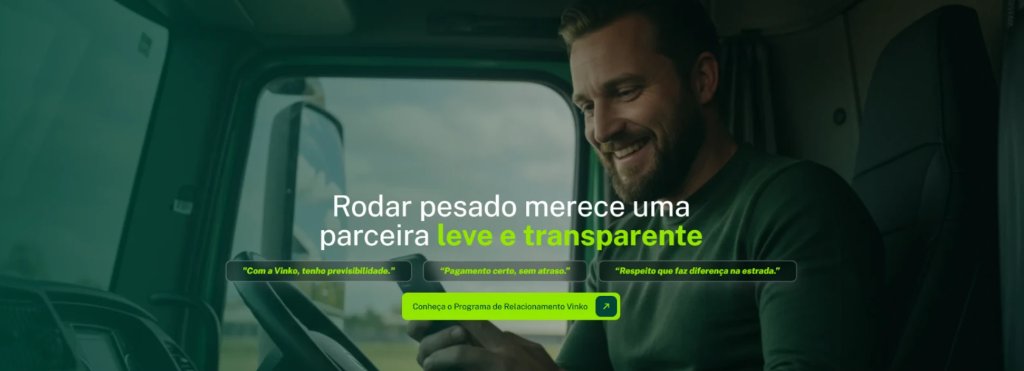 Rodar pesado merece uma
parceira leve e transparente
"Com a Vinko, tenho previsibilidade."
"Pagamento certo, sem atraso."
"Respeito que faz diferença na estrada."
Conheça o Programa de Relacionamento Vinko